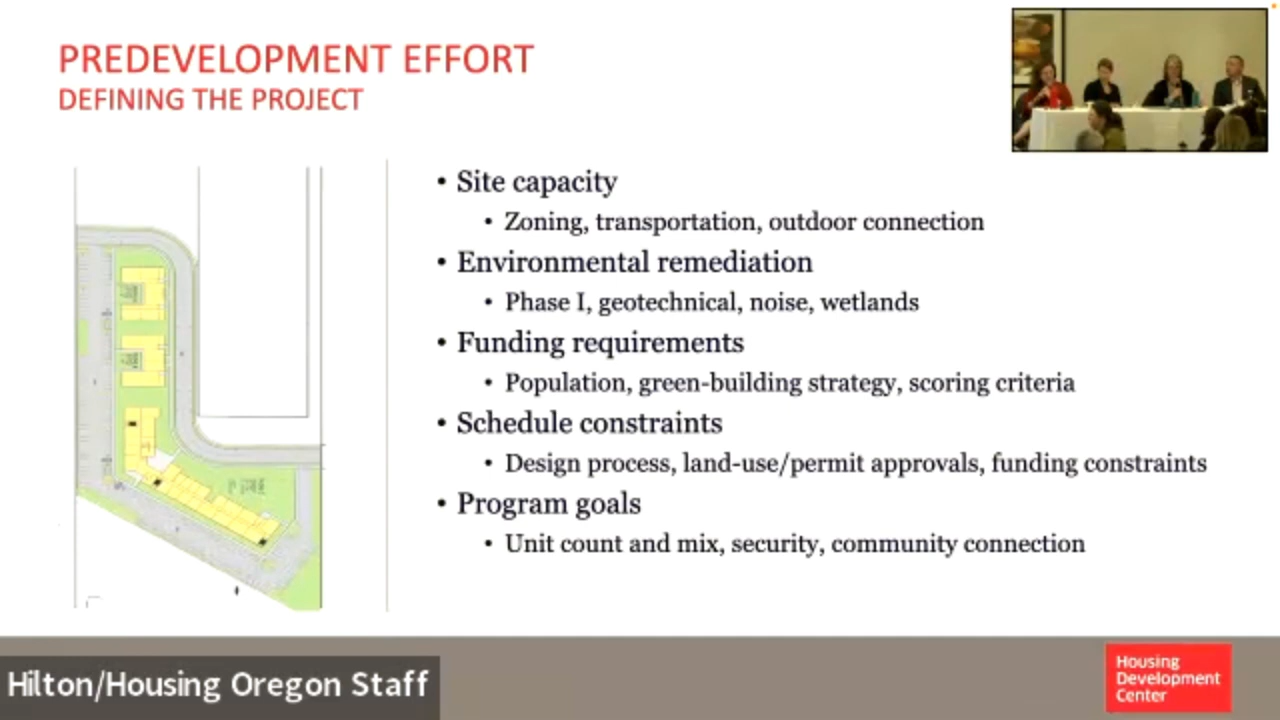 PREDEVELOPMENT EFFORT
DEFINING THE PROJECT
• Site capacity
• Zoning, transportation, outdoor connection
• Environmental remediation
• Phase I, geotechnical, noise, wetlands
• Funding requirements
• Population, green-building strategy, scoring criteria
• Schedule constraints
• Design process, land-use/permit approvals, funding constraints
• Program goals
• Unit count and mix, security, community connection
Hilton/Housing Oregon Staff
Housing
Development
Center